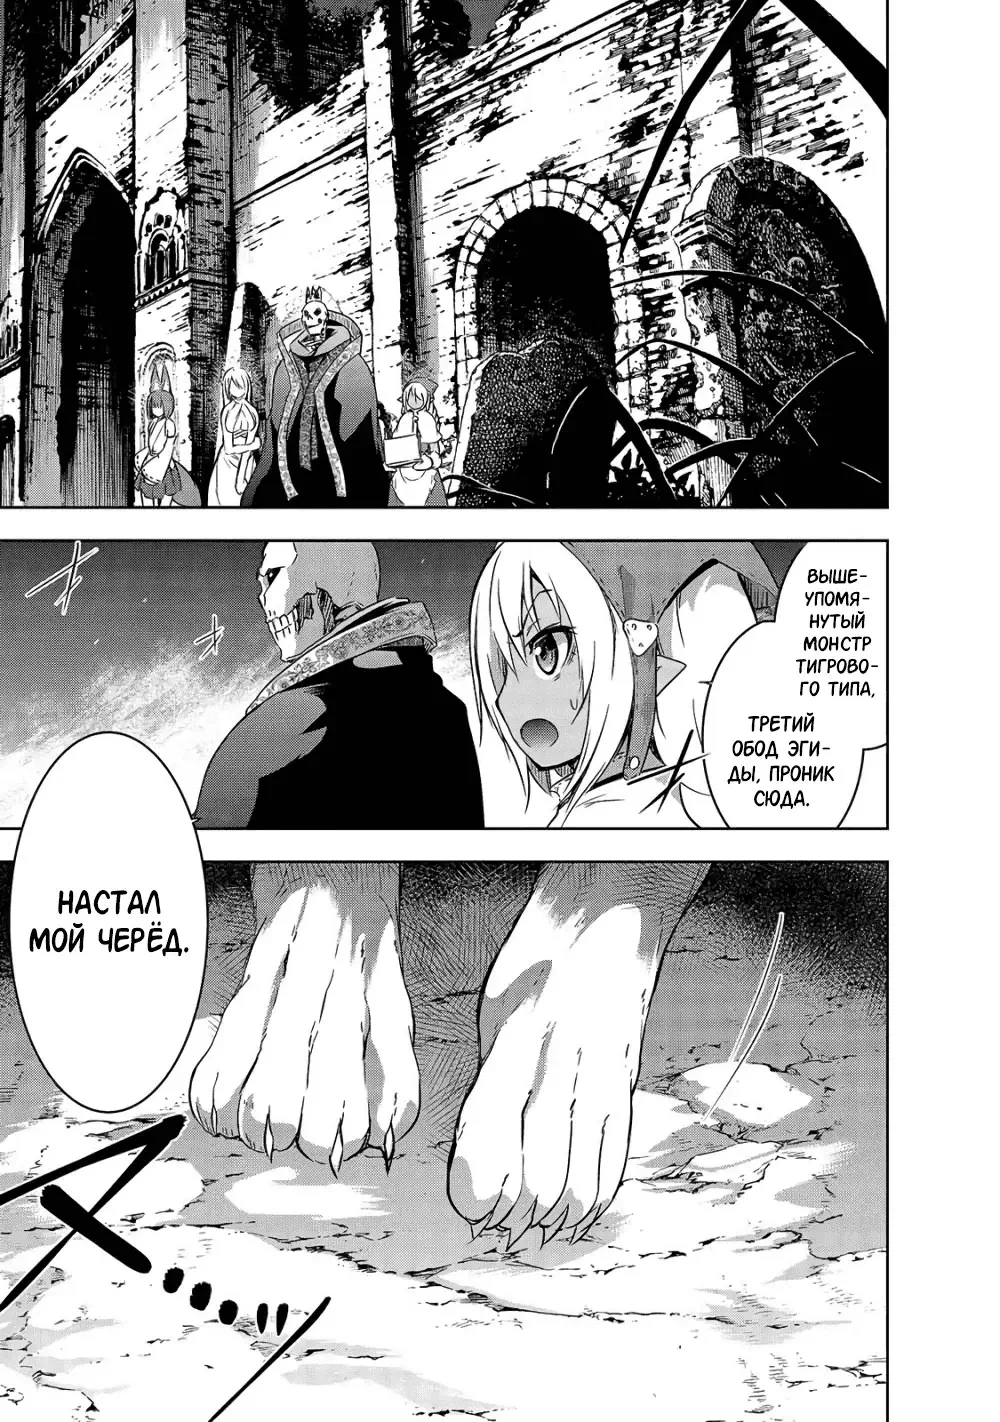 ВЫШЕ-
УПОМЯ-
НУТЫЙ
МОНСТР
ТИГРОВО-
ГО ТИПА,
ТРЕТИЙ
ОБОД ЭГИ-
ДЫ, ПРОНИК
СЮДА.
НАСТАЛ
МОЙ ЧЕРЁД.